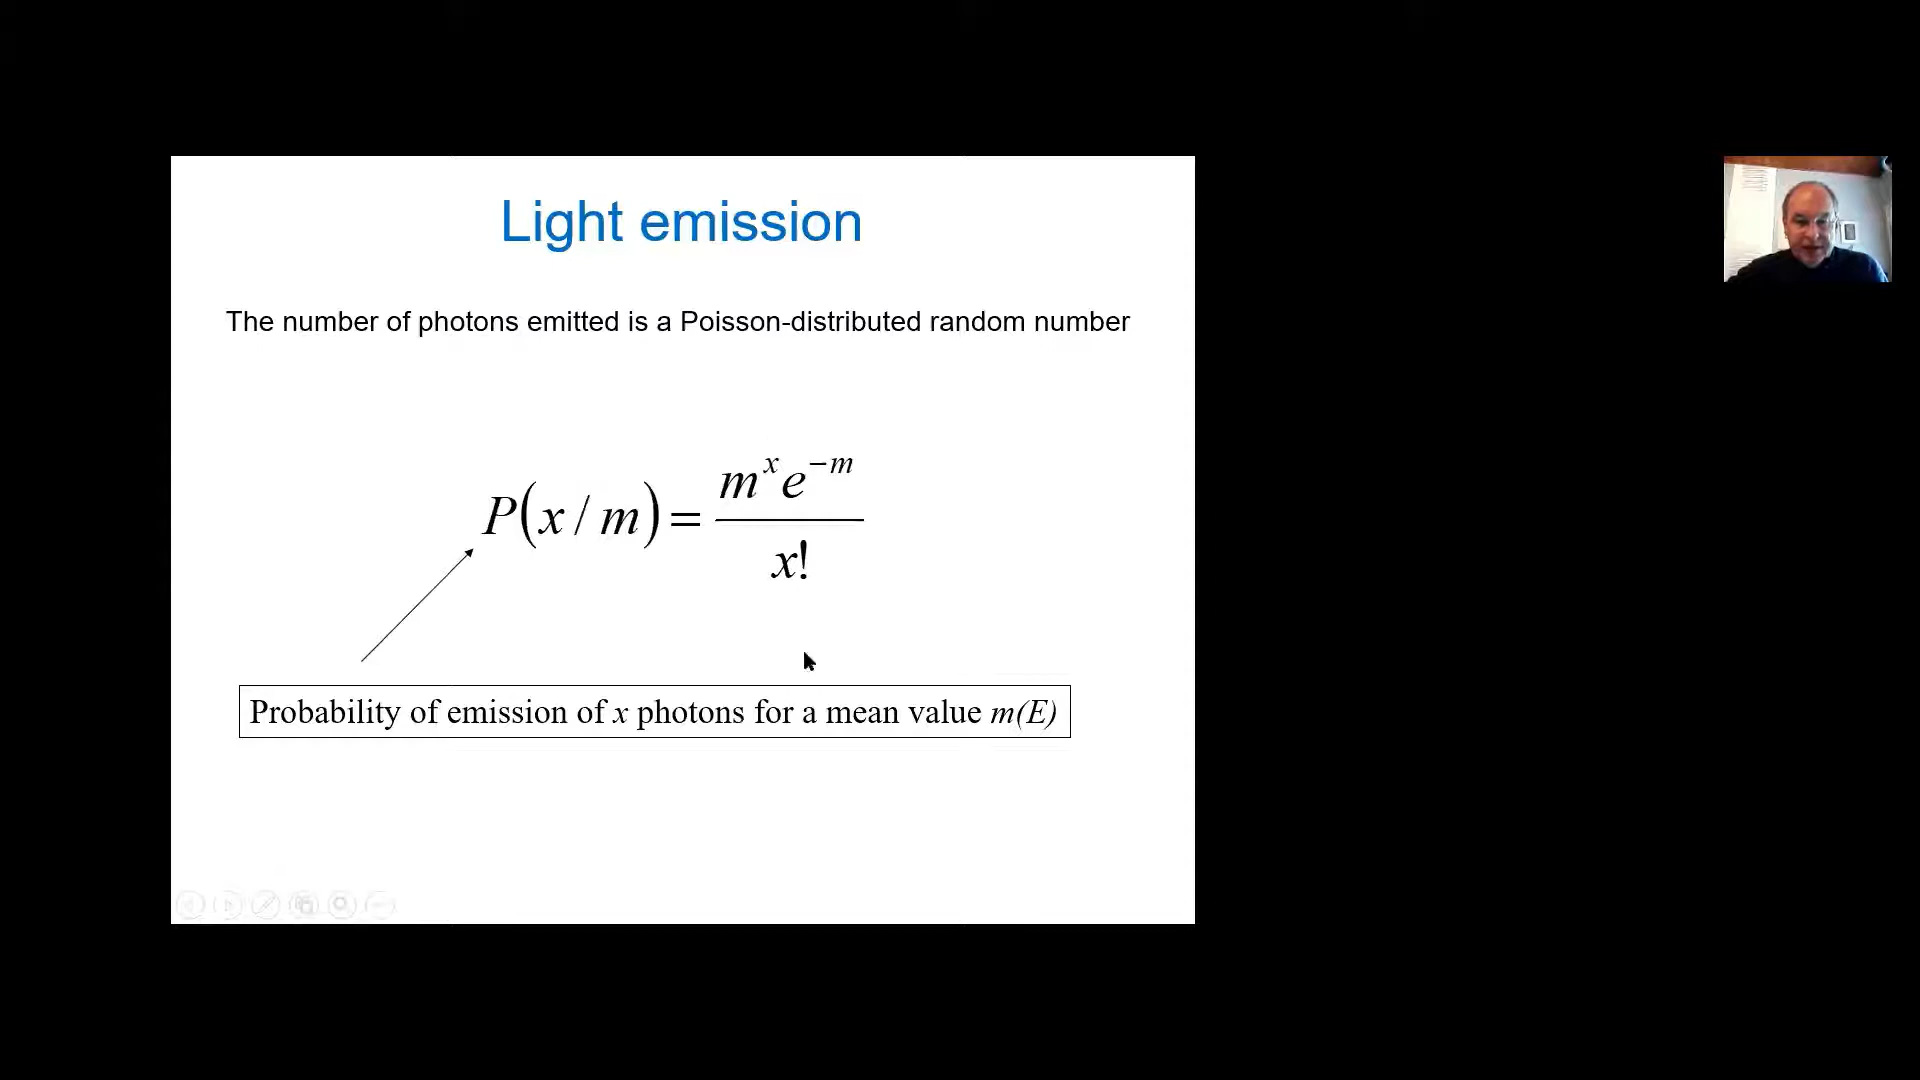 Light emission
The number of photons emitted is a Poisson-distributed random number
P(x / m) = m^x e^{-m} / x!
Probability of emission of x photons for a mean value m(E)